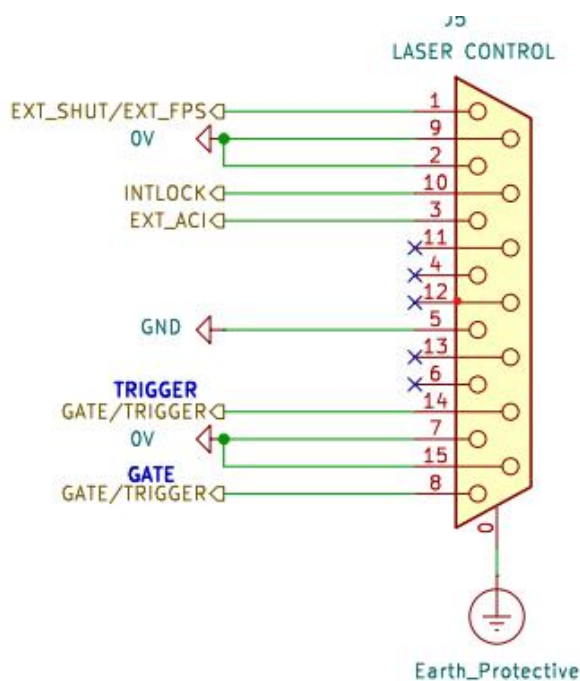 J5
LASER CONTROL
EXT_SHUT/EXT_FPS 1
0V 9
2
INTLOCK 10
EXT_ACI 3
11
4
12
GND 5
13
6
TRIGGER
GATE/TRIGGER 14
0V 7
15
GATE
GATE/TRIGGER 8
0
Earth_Protective